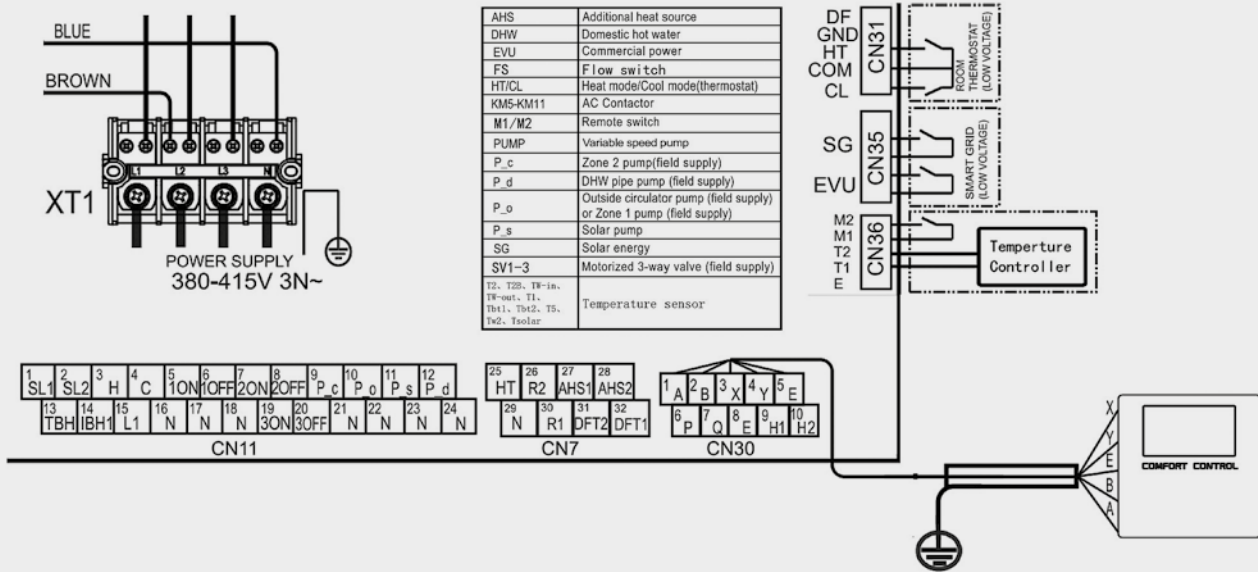 BLUE
BROWN
L1 L2 L3 N
XT1
POWER SUPPLY
380-415V 3N~
AHS Additional heat source
DHW Domestic hot water
EVU Commercial power
FS Flow switch
HT/CL Heat mode/Cool mode(thermostat)
KM5-KM11 AC Contactor
M1/M2 Remote switch
PUMP Variable speed pump
P_c Zone 2 pump(field supply)
P_d DHW pipe pump (field supply)
P_o Outside circulator pump (field supply)
or Zone 1 pump (field supply)
P_s Solar pump
SG Solar energy
SV1-3 Motorized 3-way valve (field supply)
T2、T2B、TW-in、
TW-out、T1、
Tbt1、Tbt2、T5、
Tw2、Tsolar
Temperature sensor
DF
GND
HT
COM
CL
CN31
ROOM
THERMOSTAT
(LOW VOLTAGE)
SG
EVU
CN35
SMART GRID
(LOW VOLTAGE)
M2
M1
T2
T1
E
CN36
Temperture
Controller
1 SL1 2 SL2 3 H 4 C 5 1ON 6 1OFF 7 2ON 8 2OFF 9 P_c 10 P_o 11 P_s 12 P_d
13 TBH 14 IBH1 15 L1 16 N 17 N 18 N 19 3ON 20 3OFF 21 N 22 N 23 N 24 N
CN11
25 HT 26 R2 27 AHS1 28 AHS2
29 N 30 R1 31 DFT2 32 DFT1
CN7
1 A 2 B 3 X 4 Y 5 E
6 P 7 Q 8 E 9 H1 10 H2
CN30
X
Y
E
B
A
COMFORT CONTROL